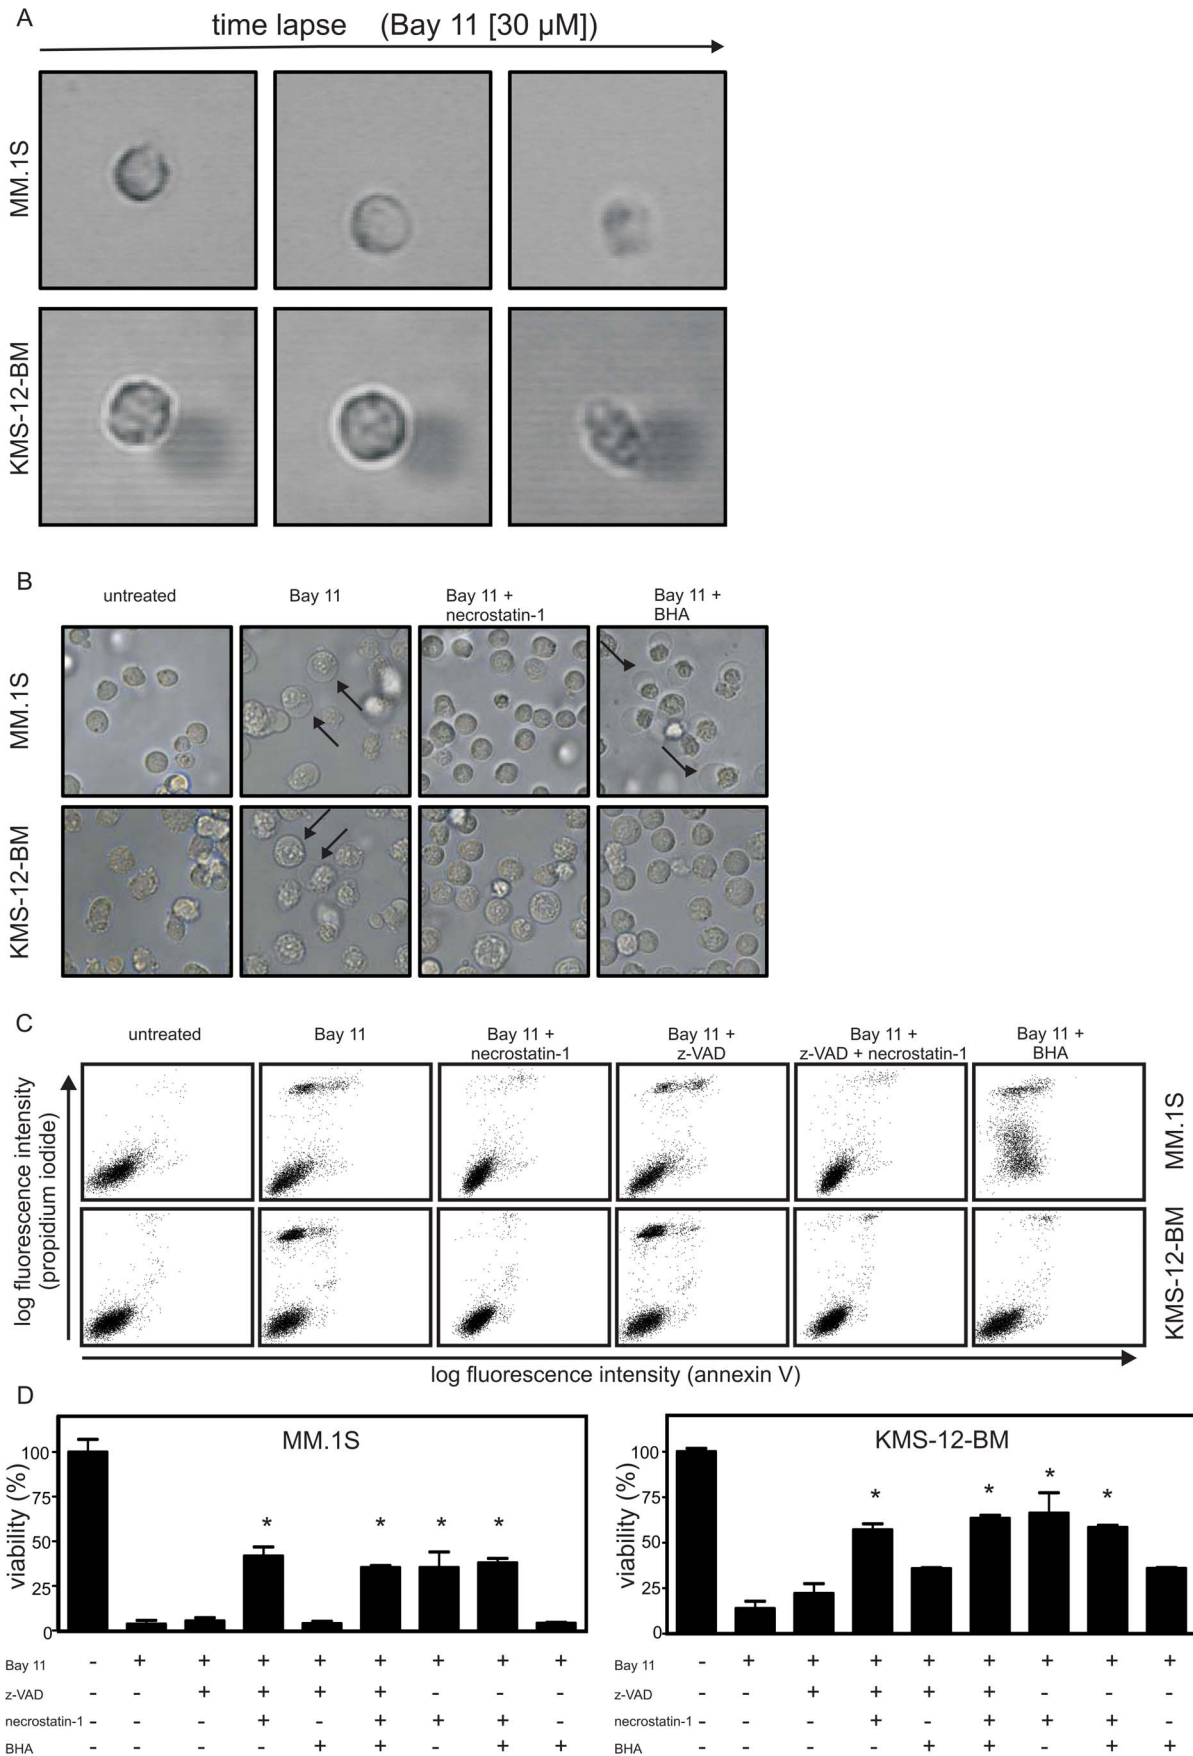 A
time lapse (Bay 11 [30 µM])
MM.1S
KMS-12-BM
B
untreated
Bay 11
Bay 11 +
necrostatin-1
Bay 11 +
BHA
MM.1S
KMS-12-BM
C
untreated
Bay 11
Bay 11 +
necrostatin-1
Bay 11 +
z-VAD
Bay 11 +
z-VAD + necrostatin-1
Bay 11 +
BHA
log fluorescence intensity
(propidium iodide)
MM.1S
KMS-12-BM
log fluorescence intensity (annexin V)
D
MM.1S
viability (%)
100
75
50
25
0
* * * *
Bay 11 - + + + + + + + +
z-VAD - - + + + + - - -
necrostatin-1 - - - + - + + + -
BHA - - - - + + - + +
KMS-12-BM
viability (%)
100
75
50
25
0
* * * *
Bay 11 - + + + + + + + +
z-VAD - - + + + + - - -
necrostatin-1 - - - + - + + + -
BHA - - - - + + - + +